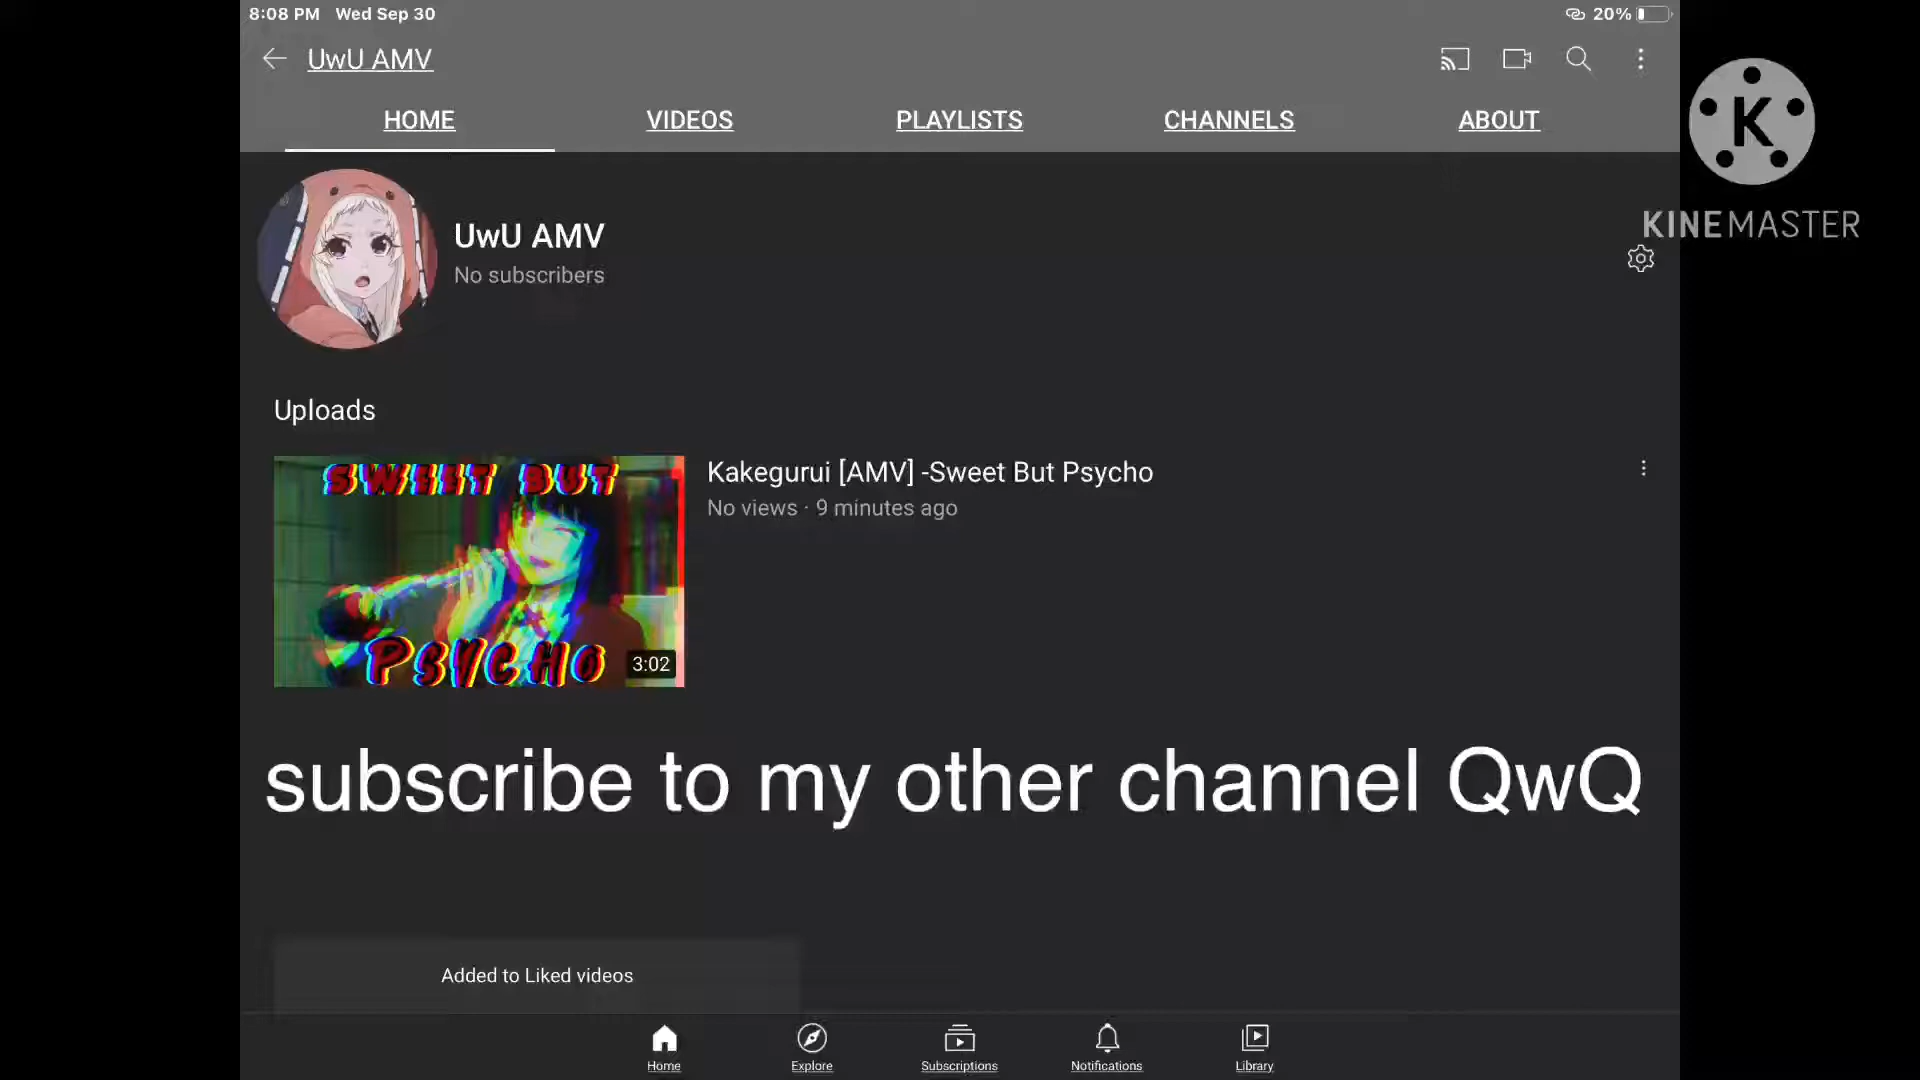 8:08 PM Wed Sep 30 20%
UwU AMV
HOME VIDEOS PLAYLISTS CHANNELS ABOUT
K
KINEMASTER
UwU AMV
No subscribers
Uploads
SWEET BUT
PSYCHO
3:02
Kakegurui [AMV] -Sweet But Psycho
No views · 9 minutes ago
subscribe to my other channel QwQ
Added to Liked videos
Home Explore Subscriptions Notifications Library